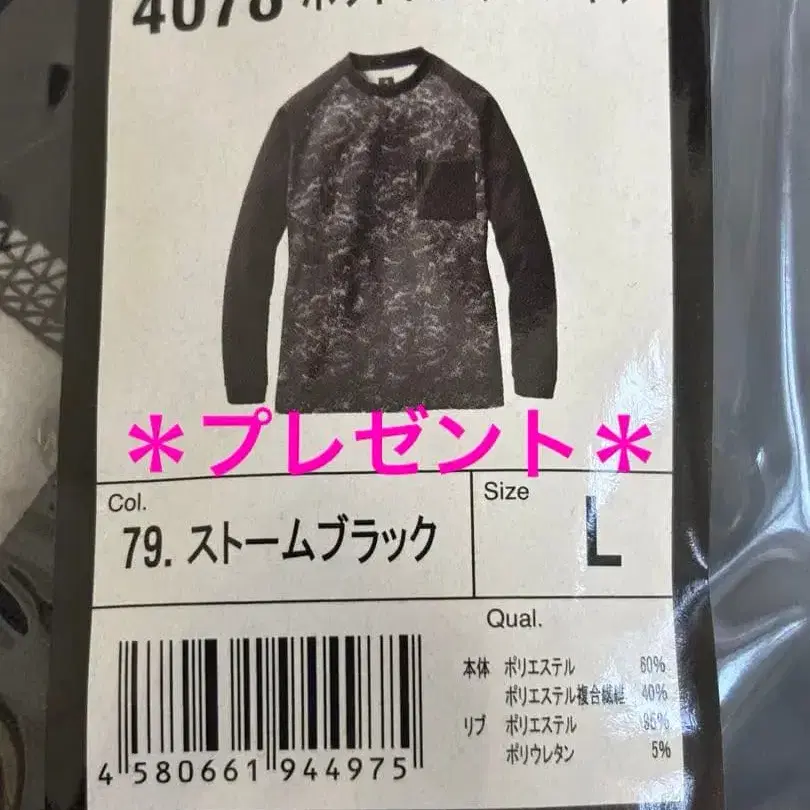 4078
＊プレゼント＊
Col.
79. ストームブラック
Size
L
Qual.
本体 ポリエステル 60%
ポリエステル複合繊維 40%
リブ ポリエステル 95%
ポリウレタン 5%
4 580661 944975